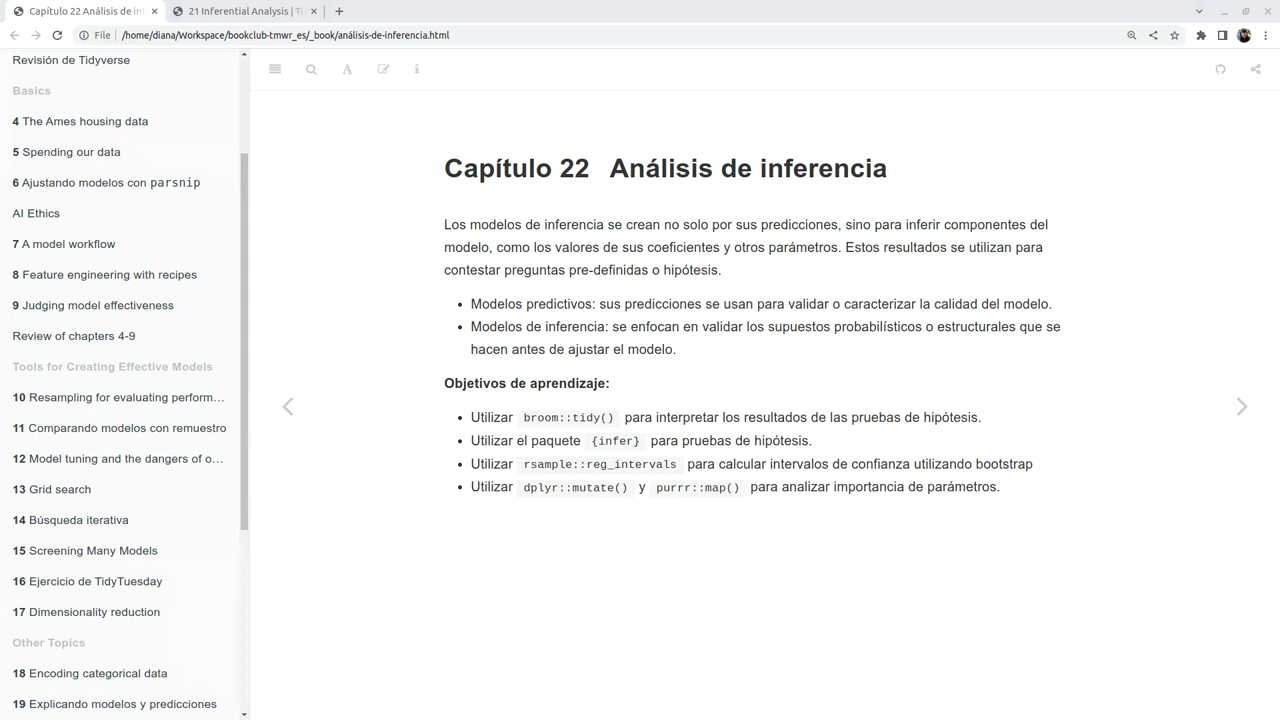 Capítulo 22 Análisis de in
21 Inferential Analysis | Ti
File
/home/diana/Workspace/bookclub-tmwr_es/_book/análisis-de-inferencia.html
Revisión de Tidyverse
Basics
4 The Ames housing data
5 Spending our data
6 Ajustando modelos con parsnip
AI Ethics
7 A model workflow
8 Feature engineering with recipes
9 Judging model effectiveness
Review of chapters 4-9
Tools for Creating Effective Models
10 Resampling for evaluating perform…
11 Comparando modelos con remuestro
12 Model tuning and the dangers of o…
13 Grid search
14 Búsqueda iterativa
15 Screening Many Models
16 Ejercicio de TidyTuesday
17 Dimensionality reduction
Other Topics
18 Encoding categorical data
19 Explicando modelos y predicciones
Capítulo 22 Análisis de inferencia
Los modelos de inferencia se crean no solo por sus predicciones, sino para inferir componentes del
modelo, como los valores de sus coeficientes y otros parámetros. Estos resultados se utilizan para
contestar preguntas pre-definidas o hipótesis.
• Modelos predictivos: sus predicciones se usan para validar o caracterizar la calidad del modelo.
• Modelos de inferencia: se enfocan en validar los supuestos probabilísticos o estructurales que se
hacen antes de ajustar el modelo.
Objetivos de aprendizaje:
• Utilizar broom::tidy() para interpretar los resultados de las pruebas de hipótesis.
• Utilizar el paquete {infer} para pruebas de hipótesis.
• Utilizar rsample::reg_intervals para calcular intervalos de confianza utilizando bootstrap
• Utilizar dplyr::mutate() y purrr::map() para analizar importancia de parámetros.